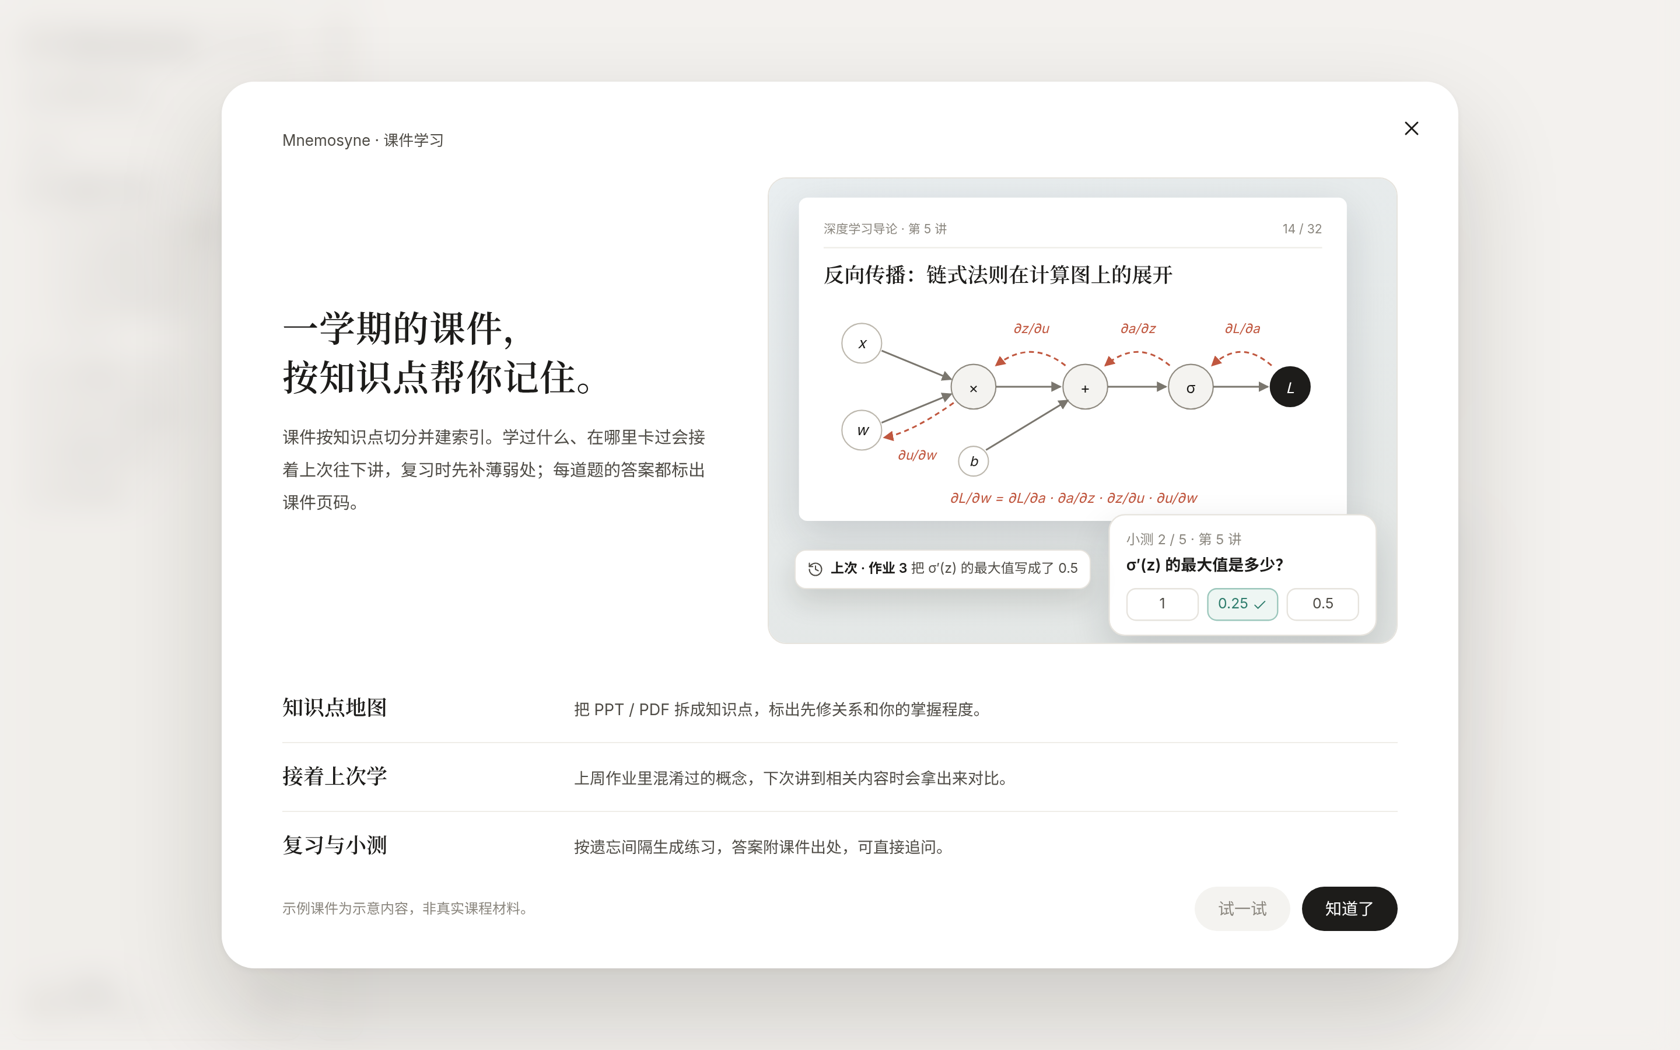 Mnemosyne · 课件学习
一学期的课件，
按知识点帮你记住。
课件按知识点切分并建索引。学过什么、在哪里卡过会接
着上次往下讲，复习时先补薄弱处；每道题的答案都标出
课件页码。
深度学习导论 · 第 5 讲
14 / 32
反向传播：链式法则在计算图上的展开
∂z/∂u
∂a/∂z
∂L/∂a
x
×
+
σ
L
w
∂u/∂w
b
∂L/∂w = ∂L/∂a · ∂a/∂z · ∂z/∂u · ∂u/∂w
上次 · 作业 3 把 σ′(z) 的最大值写成了 0.5
小测 2 / 5 · 第 5 讲
σ′(z) 的最大值是多少？
1
0.25 ✓
0.5
知识点地图
把 PPT / PDF 拆成知识点，标出先修关系和你的掌握程度。
接着上次学
上周作业里混淆过的概念，下次讲到相关内容时会拿出来对比。
复习与小测
按遗忘间隔生成练习，答案附课件出处，可直接追问。
示例课件为示意内容，非真实课程材料。
试一试
知道了